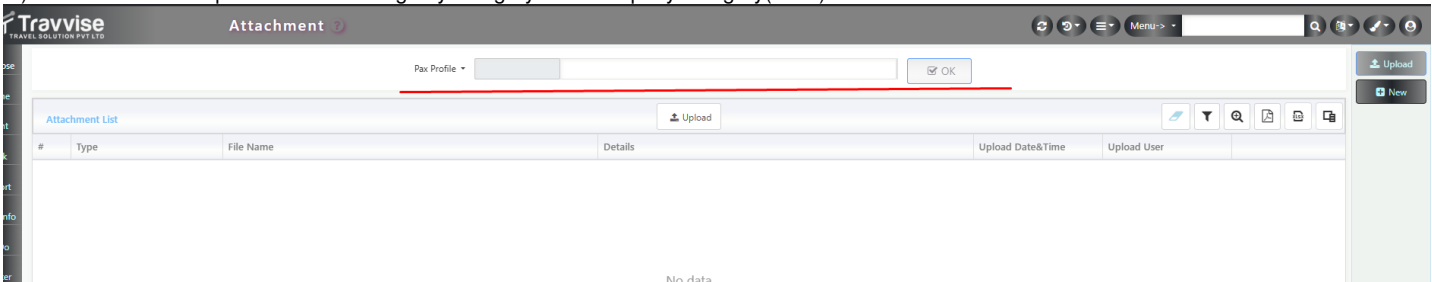 Travvise
TRAVEL SOLUTION PVT LTD
Attachment ?
Menu->
Pax Profile
OK
Upload
New
Attachment List
Upload
# Type File Name Details Upload Date&Time Upload User
No data